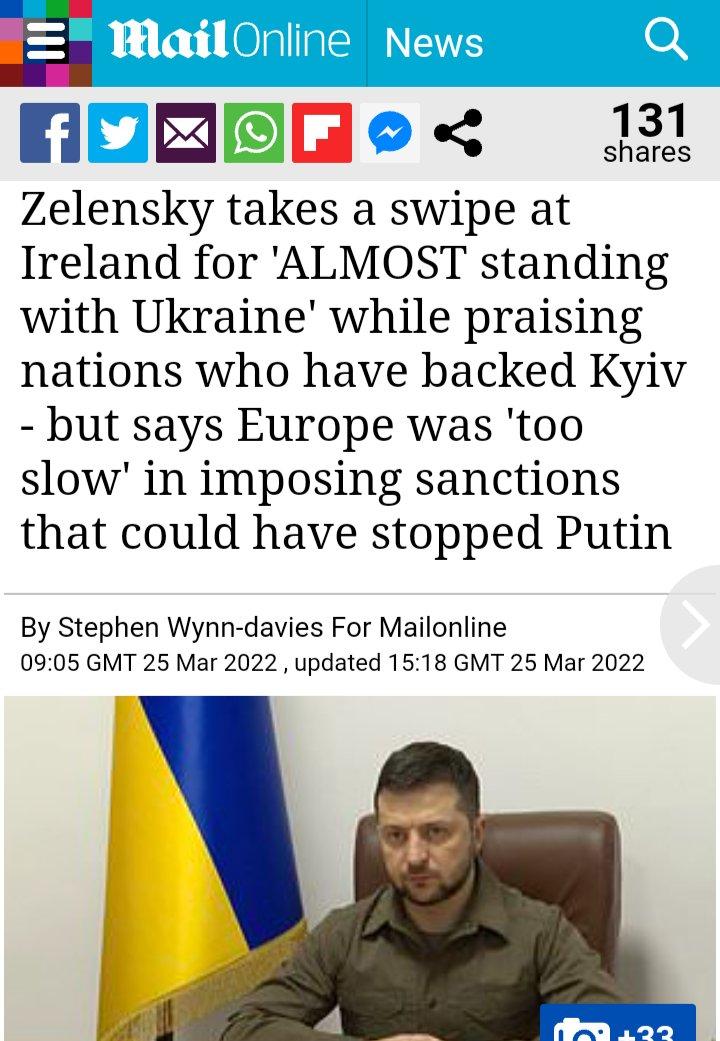 Mail Online News
131
shares
Zelensky takes a swipe at
Ireland for 'ALMOST standing
with Ukraine' while praising
nations who have backed Kyiv
- but says Europe was 'too
slow' in imposing sanctions
that could have stopped Putin
By Stephen Wynn-davies For Mailonline
09:05 GMT 25 Mar 2022 , updated 15:18 GMT 25 Mar 2022
+33